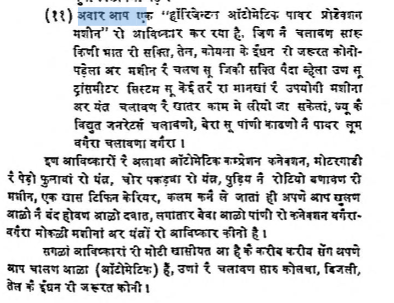 (११) अबार आप एक "हॉरिजेन्टल ऑटोमेटिक पावर प्रोडेक्शन
मशीन" रो आविष्कार कर रया है. जिण नै चलावण सारु
किणी भात री सक्ति, तेल, कोयला के ईंधन री जरुरत कोनी-
पड़ेला अर मशीन रै चलण सू जिकी सक्ति पैदा व्हेला उण सू
ट्रांसमीटर सिस्टम सू केई तरै रा मानखां रै उपयोगी मशीनां
अर यंत्र चलावण रै खातर काम मे लीयो जा सकेलां, ज्यू कै
विद्युत जनरेटर्स चलावणो, बेरा सू पांणी काढणो नै पावर लूम
वगैरा चलावणा वगैरा ।
इण आविष्कारों रै अलावा ऑटोमेटिक कम्प्रेशन कनेक्शन, मोटरगाडी
रै पेड़ो फुनावा रो यंत्र, चोर पकड़वा रो यंत्र, पुड़िय नै रोटियो बणावण री
मशीन, एक खास टिफिन केरियर, कलम कनै ले जातां ही अपणे आप खुलण
आळी नै बंद होवण आळो दवात, लगातार देवा आळो पांणी रो कनेक्शन वगैरा-
वगैरा मोकळी मशीनां अर यंत्रों रो आविष्कार कीनो है ।
सगळां आविष्कारों री मोटी खासीयत आ है कै करीब करीब सेंग अपणे
आप चालण आळा (ऑटोमेटिक) है, उणां रै चलावण सारु कोलचा, बिजली,
तेल कै ईंधन री जरुरत कोनी ।